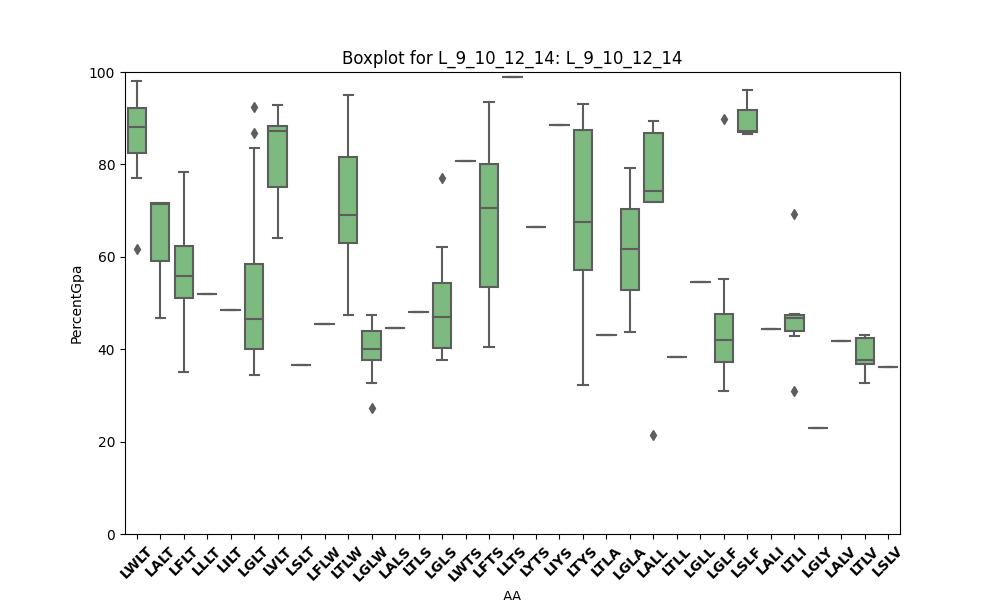 Boxplot for L_9_10_12_14: L_9_10_12_14
100
80
60
40
20
0
PercentGpa
LWLT LALT LFLT LLLT LILT LGLT LVLT LSLT LFLW LTLW LGLW LALS LTLS LGLS LWTS LFTS LLTS LYTS LIYS LTYS LTLA LGLA LALL LTLL LGLL LGLF LSLF LALI LTLI LGLY LALV LTLV LSLV
AA